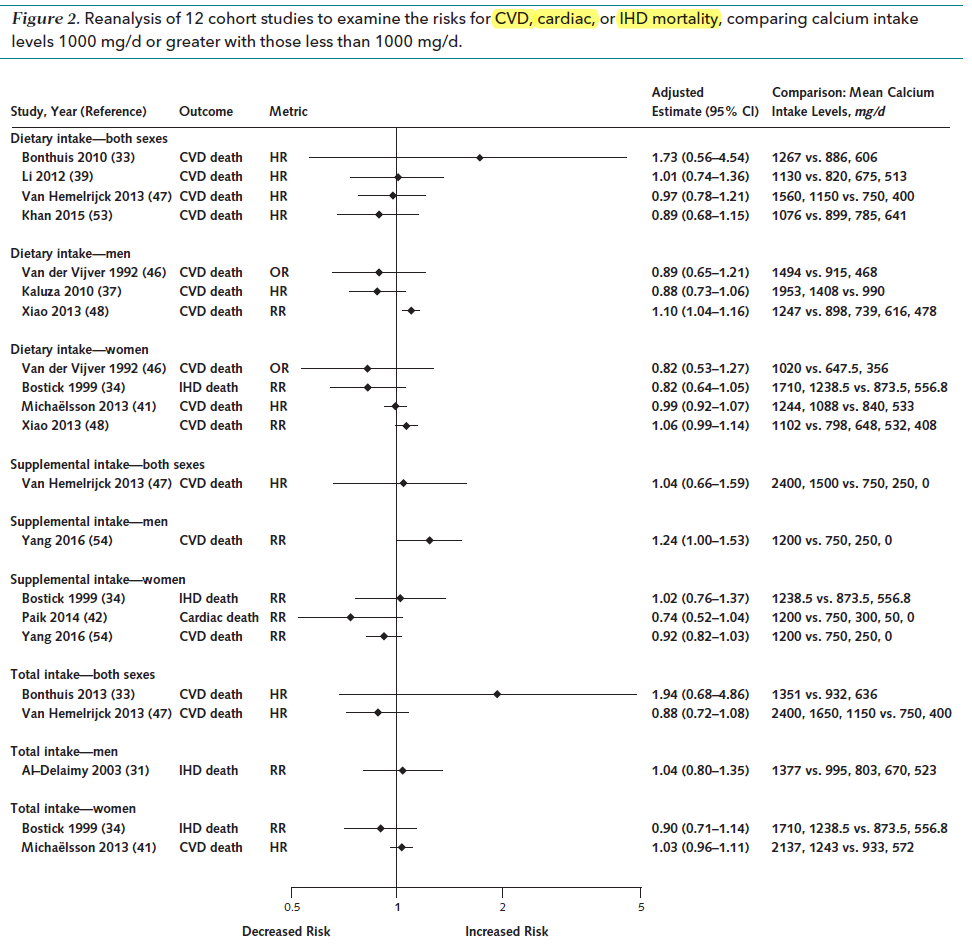 Figure 2. Reanalysis of 12 cohort studies to examine the risks for CVD, cardiac, or IHD mortality, comparing calcium intake
levels 1000 mg/d or greater with those less than 1000 mg/d.
Adjusted Comparison: Mean Calcium
Study, Year (Reference) Outcome Metric Estimate (95% CI) Intake Levels, mg/d
Dietary intake—both sexes
Bonthuis 2010 (33) CVD death HR 1.73 (0.56–4.54) 1267 vs. 886, 606
Li 2012 (39) CVD death HR 1.01 (0.74–1.36) 1130 vs. 820, 675, 513
Van Hemelrijck 2013 (47) CVD death HR 0.97 (0.78–1.21) 1560, 1150 vs. 750, 400
Khan 2015 (53) CVD death HR 0.89 (0.68–1.15) 1076 vs. 899, 785, 641
Dietary intake—men
Van der Vijver 1992 (46) CVD death OR 0.89 (0.65–1.21) 1494 vs. 915, 468
Kaluza 2010 (37) CVD death HR 0.88 (0.73–1.06) 1953, 1408 vs. 990
Xiao 2013 (48) CVD death RR 1.10 (1.04–1.16) 1247 vs. 898, 739, 616, 478
Dietary intake—women
Van der Vijver 1992 (46) CVD death OR 0.82 (0.53–1.27) 1020 vs. 647.5, 356
Bostick 1999 (34) IHD death RR 0.82 (0.64–1.05) 1710, 1238.5 vs. 873.5, 556.8
Michaëlsson 2013 (41) CVD death HR 0.99 (0.92–1.07) 1244, 1088 vs. 840, 533
Xiao 2013 (48) CVD death RR 1.06 (0.99–1.14) 1102 vs. 798, 648, 532, 408
Supplemental intake—both sexes
Van Hemelrijck 2013 (47) CVD death HR 1.04 (0.66–1.59) 2400, 1500 vs. 750, 250, 0
Supplemental intake—men
Yang 2016 (54) CVD death RR 1.24 (1.00–1.53) 1200 vs. 750, 250, 0
Supplemental intake—women
Bostick 1999 (34) IHD death RR 1.02 (0.76–1.37) 1238.5 vs. 873.5, 556.8
Paik 2014 (42) Cardiac death RR 0.74 (0.52–1.04) 1200 vs. 750, 300, 50, 0
Yang 2016 (54) CVD death RR 0.92 (0.82–1.03) 1200 vs. 750, 250, 0
Total intake—both sexes
Bonthuis 2013 (33) CVD death HR 1.94 (0.68–4.86) 1351 vs. 932, 636
Van Hemelrijck 2013 (47) CVD death HR 0.88 (0.72–1.08) 2400, 1650, 1150 vs. 750, 400
Total intake—men
Al-Delaimy 2003 (31) IHD death RR 1.04 (0.80–1.35) 1377 vs. 995, 803, 670, 523
Total intake—women
Bostick 1999 (34) IHD death RR 0.90 (0.71–1.14) 1710, 1238.5 vs. 873.5, 556.8
Michaëlsson 2013 (41) CVD death HR 1.03 (0.96–1.11) 2137, 1243 vs. 933, 572
0.5 1 2 5
Decreased Risk Increased Risk